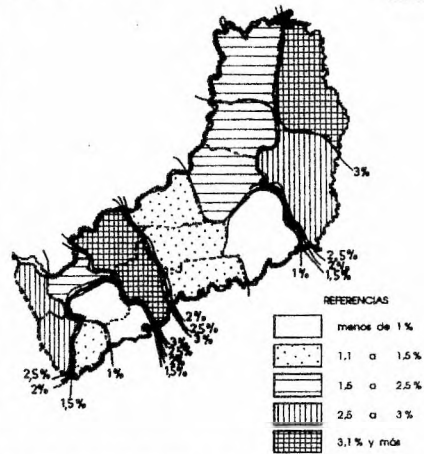 3%
2,5%
2%
1%
1,5%
2%
2,5%
3%
3%
1,5%
2,5%
2%
1,5%
1%
REFERENCIAS
menos de 1%
1,1 a 1,5%
1,6 a 2,5%
2,5 a 3%
3,1% y más